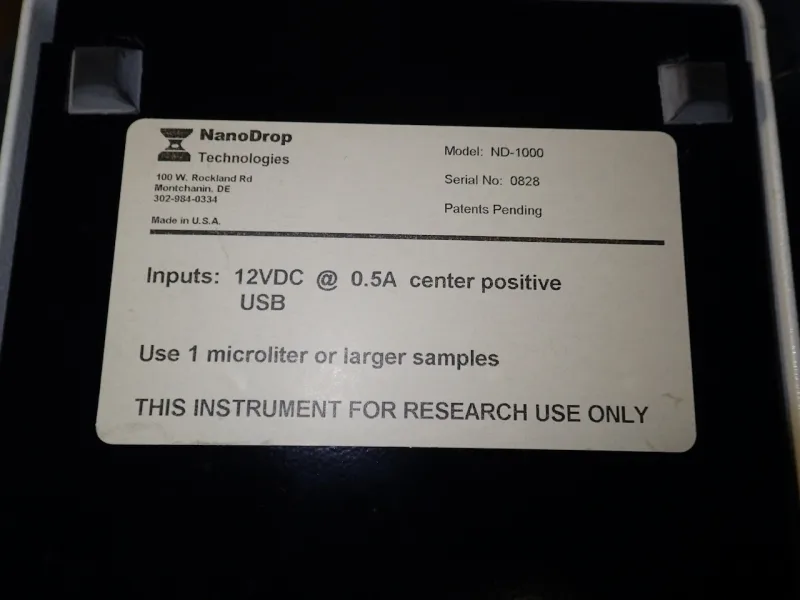 NanoDrop
Technologies
100 W. Rockland Rd
Montchanin, DE
302-984-0334
Made in U.S.A.
Model: ND-1000
Serial No: 0828
Patents Pending
Inputs: 12VDC @ 0.5A center positive
USB
Use 1 microliter or larger samples
THIS INSTRUMENT FOR RESEARCH USE ONLY